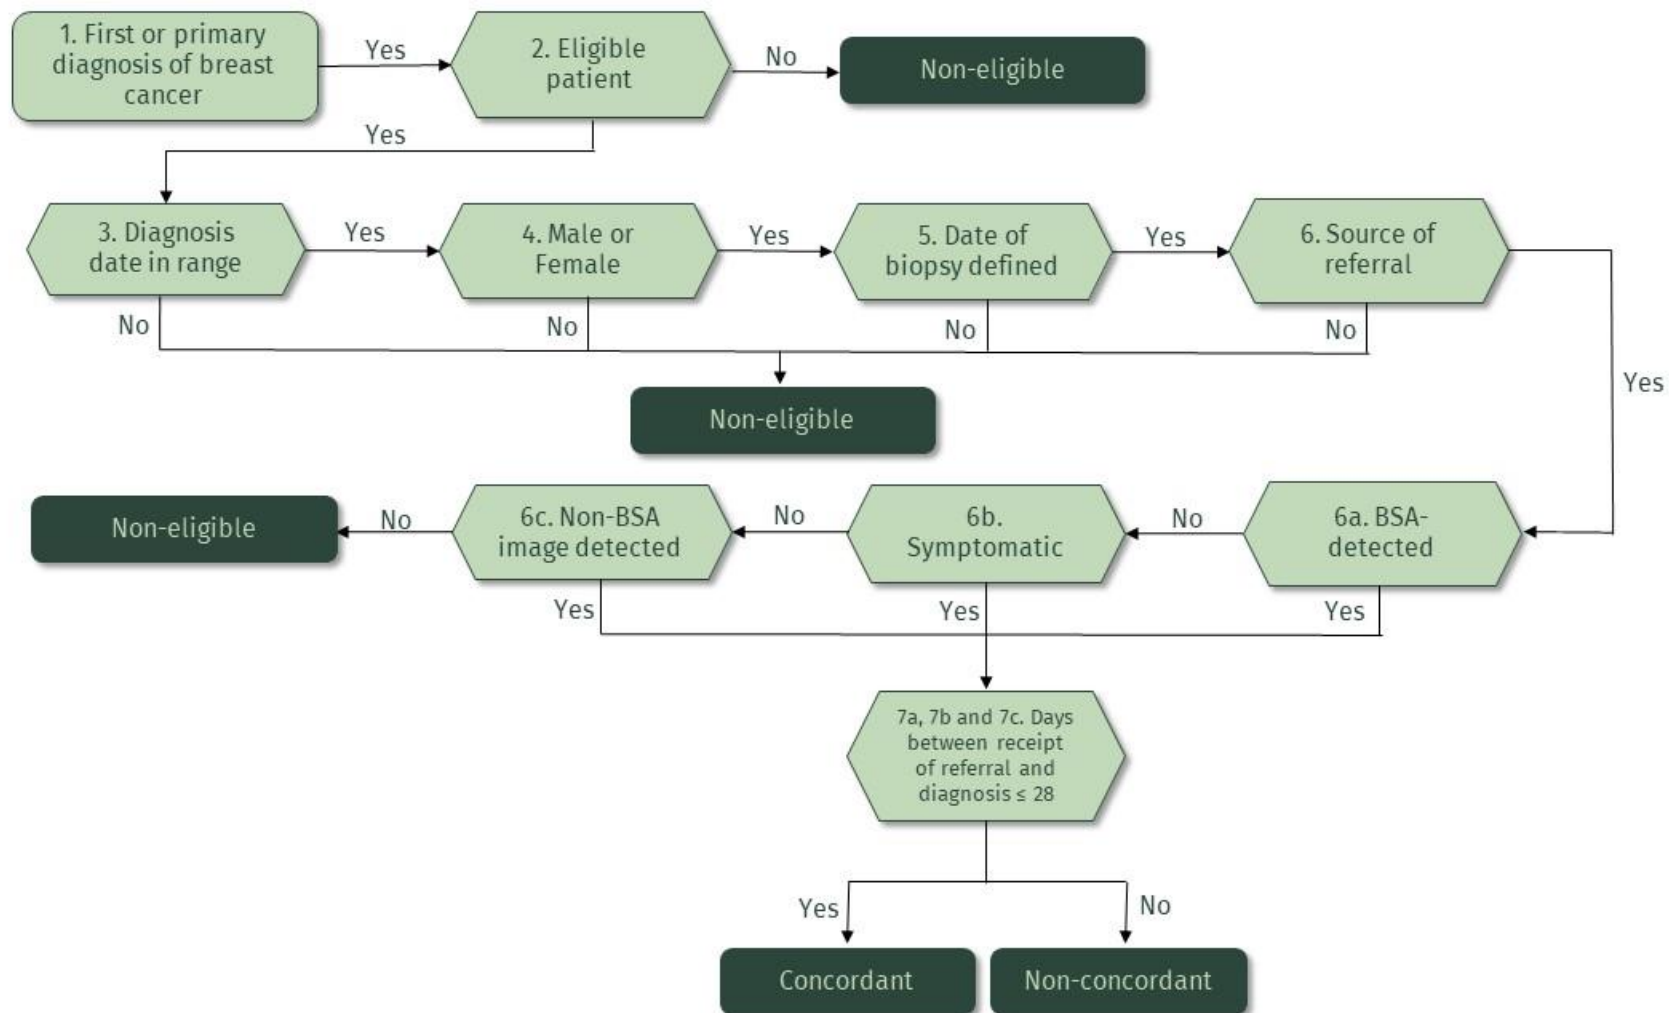 1. First or primary
diagnosis of breast
cancer
Yes
2. Eligible
patient
No
Non-eligible
Yes
3. Diagnosis
date in range
Yes
4. Male or
Female
Yes
5. Date of
biopsy defined
Yes
6. Source of
referral
No
No
No
No
Yes
Non-eligible
Non-eligible
No
6c. Non-BSA
image detected
No
6b.
Symptomatic
No
6a. BSA-
detected
Yes
Yes
Yes
7a, 7b and 7c. Days
between receipt
of referral and
diagnosis ≤ 28
Yes
No
Concordant
Non-concordant